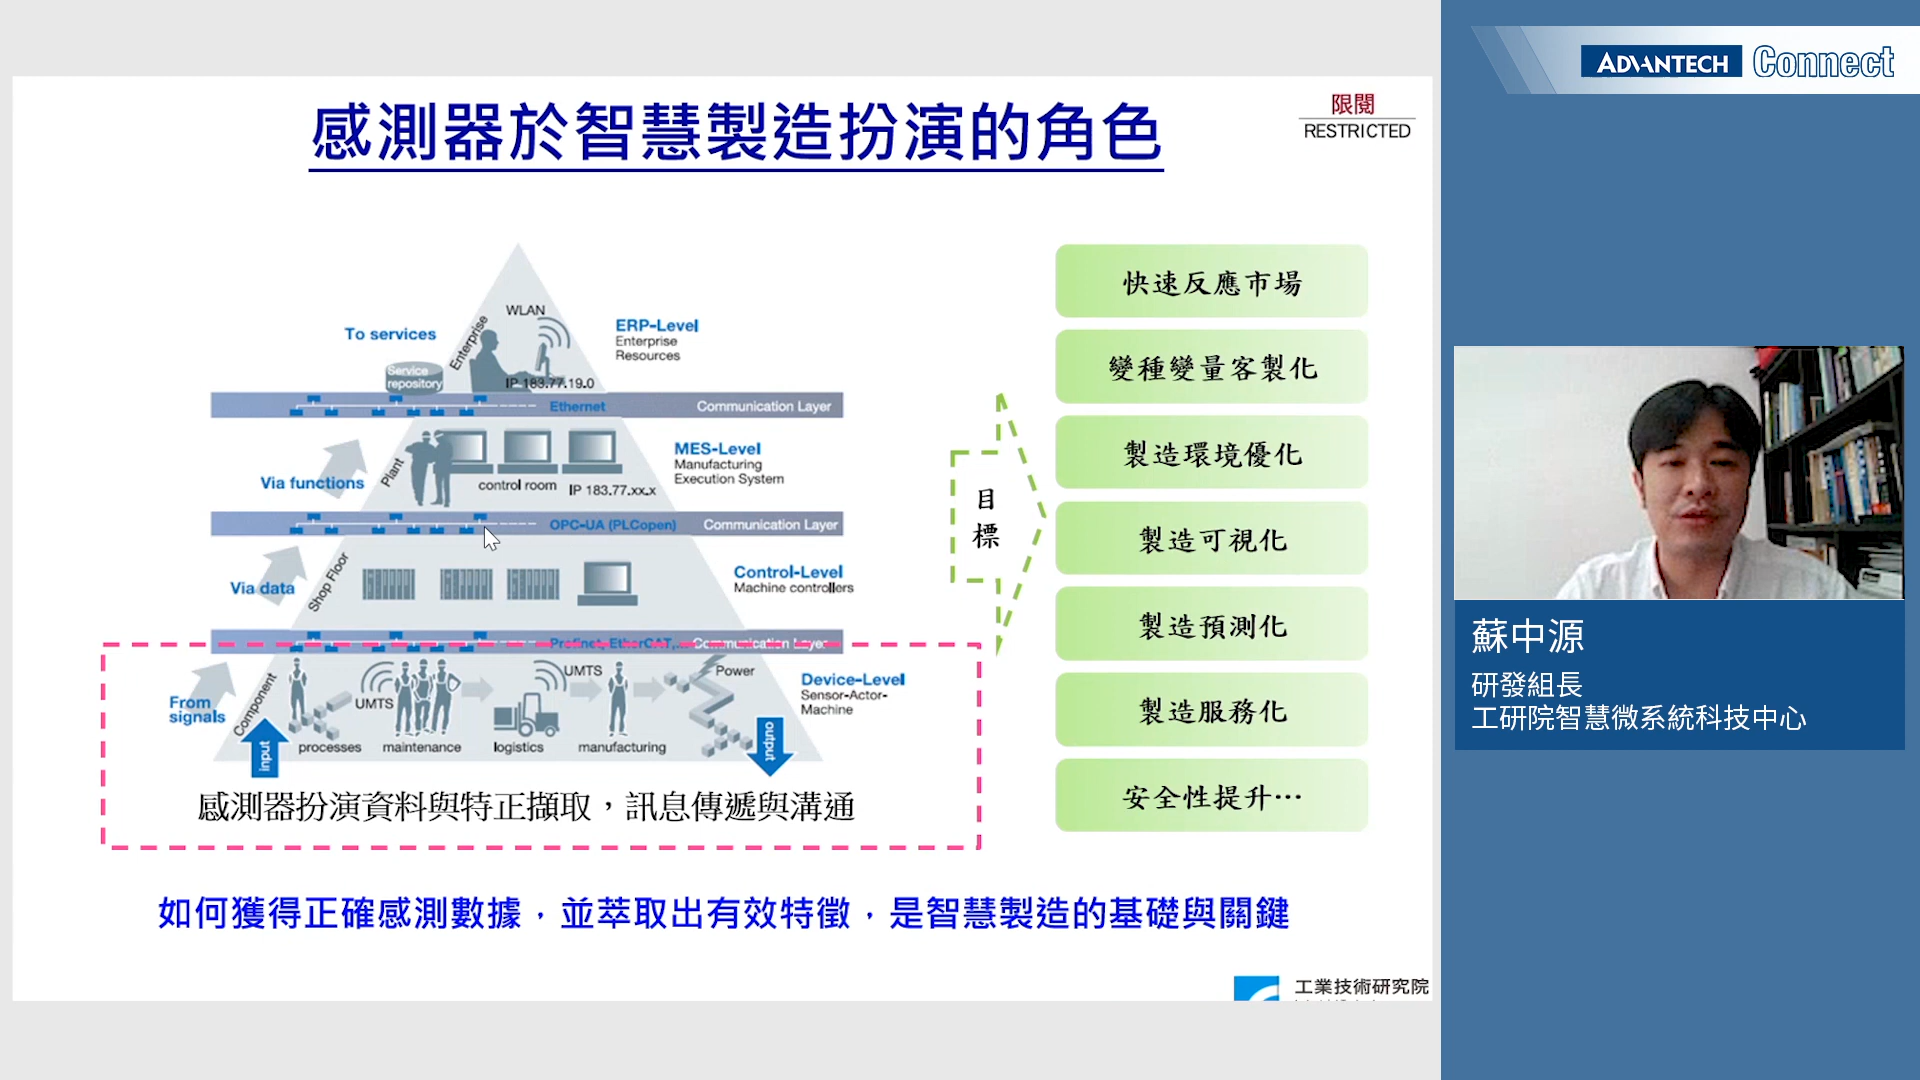 感測器於智慧製造扮演的角色
限閱
RESTRICTED
WLAN
Enterprise
To services
Service
repository
ERP-Level
Enterprise
Resources
IP 183.77.19.0
Ethernet
Communication Layer
Via functions
Plant
control room
IP 183.77.xx.x
MES-Level
Manufacturing
Execution System
OPC-UA (PLCopen)
Communication Layer
Via data
Shop Floor
Control-Level
Machine controllers
Profinet, EtherCAT,...
Communication Layer
From
signals
Component
input
UMTS
UMTS
Power
output
processes
maintenance
logistics
manufacturing
Device-Level
Sensor-Actor-
Machine
感測器扮演資料與特正擷取，訊息傳遞與溝通
目
標
快速反應市場
變種變量客製化
製造環境優化
製造可視化
製造預測化
製造服務化
安全性提升…
如何獲得正確感測數據，並萃取出有效特徵，是智慧製造的基礎與關鍵
工業技術研究院
ADVANTECH Connect
蘇中源
研發組長
工研院智慧微系統科技中心